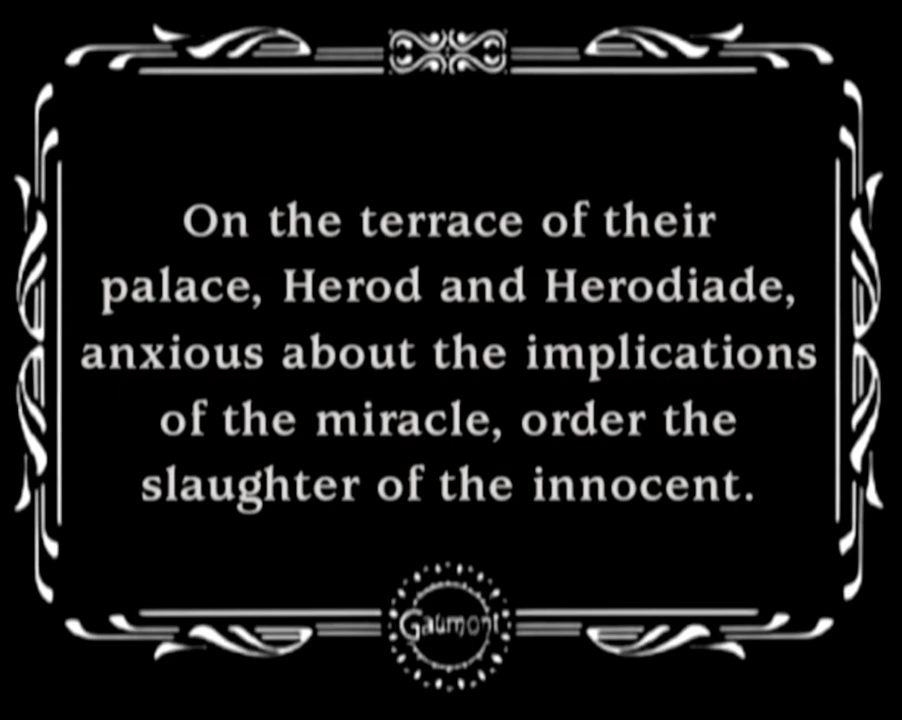 On the terrace of their
palace, Herod and Herodiade,
anxious about the implications
of the miracle, order the
slaughter of the innocent.
Gaumont